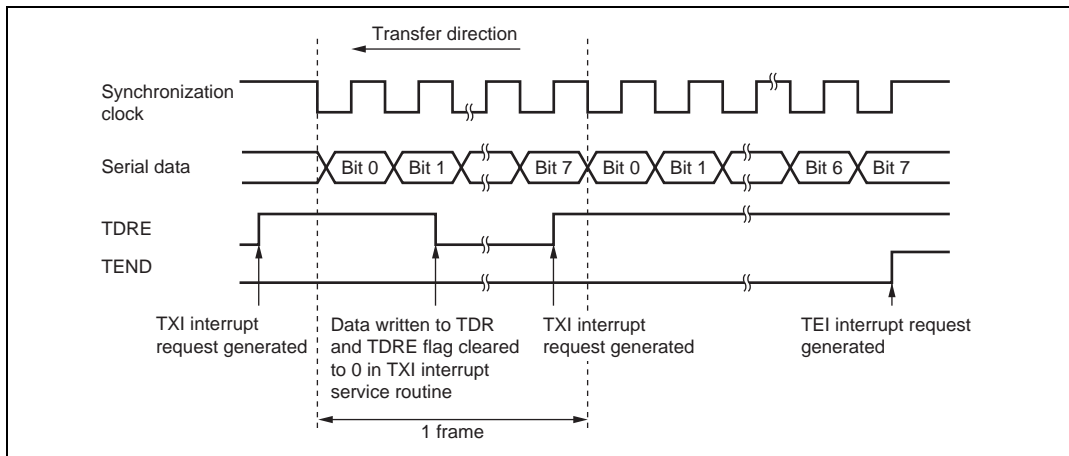 Transfer direction
Synchronization
clock
Serial data
Bit 0
Bit 1
Bit 7
Bit 0
Bit 1
Bit 6
Bit 7
TDRE
TEND
TXI interrupt
request generated
Data written to TDR
and TDRE flag cleared
to 0 in TXI interrupt
service routine
TXI interrupt
request generated
TEI interrupt request
generated
1 frame